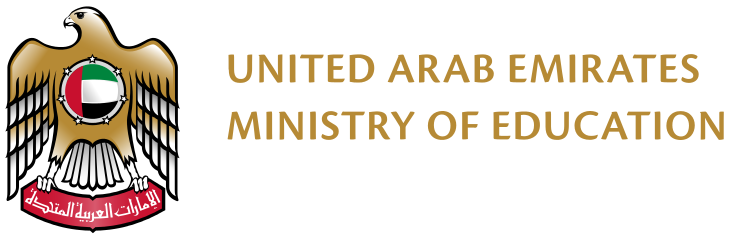 UNITED ARAB EMIRATES
MINISTRY OF EDUCATION
الإمارات العربية المتحدة